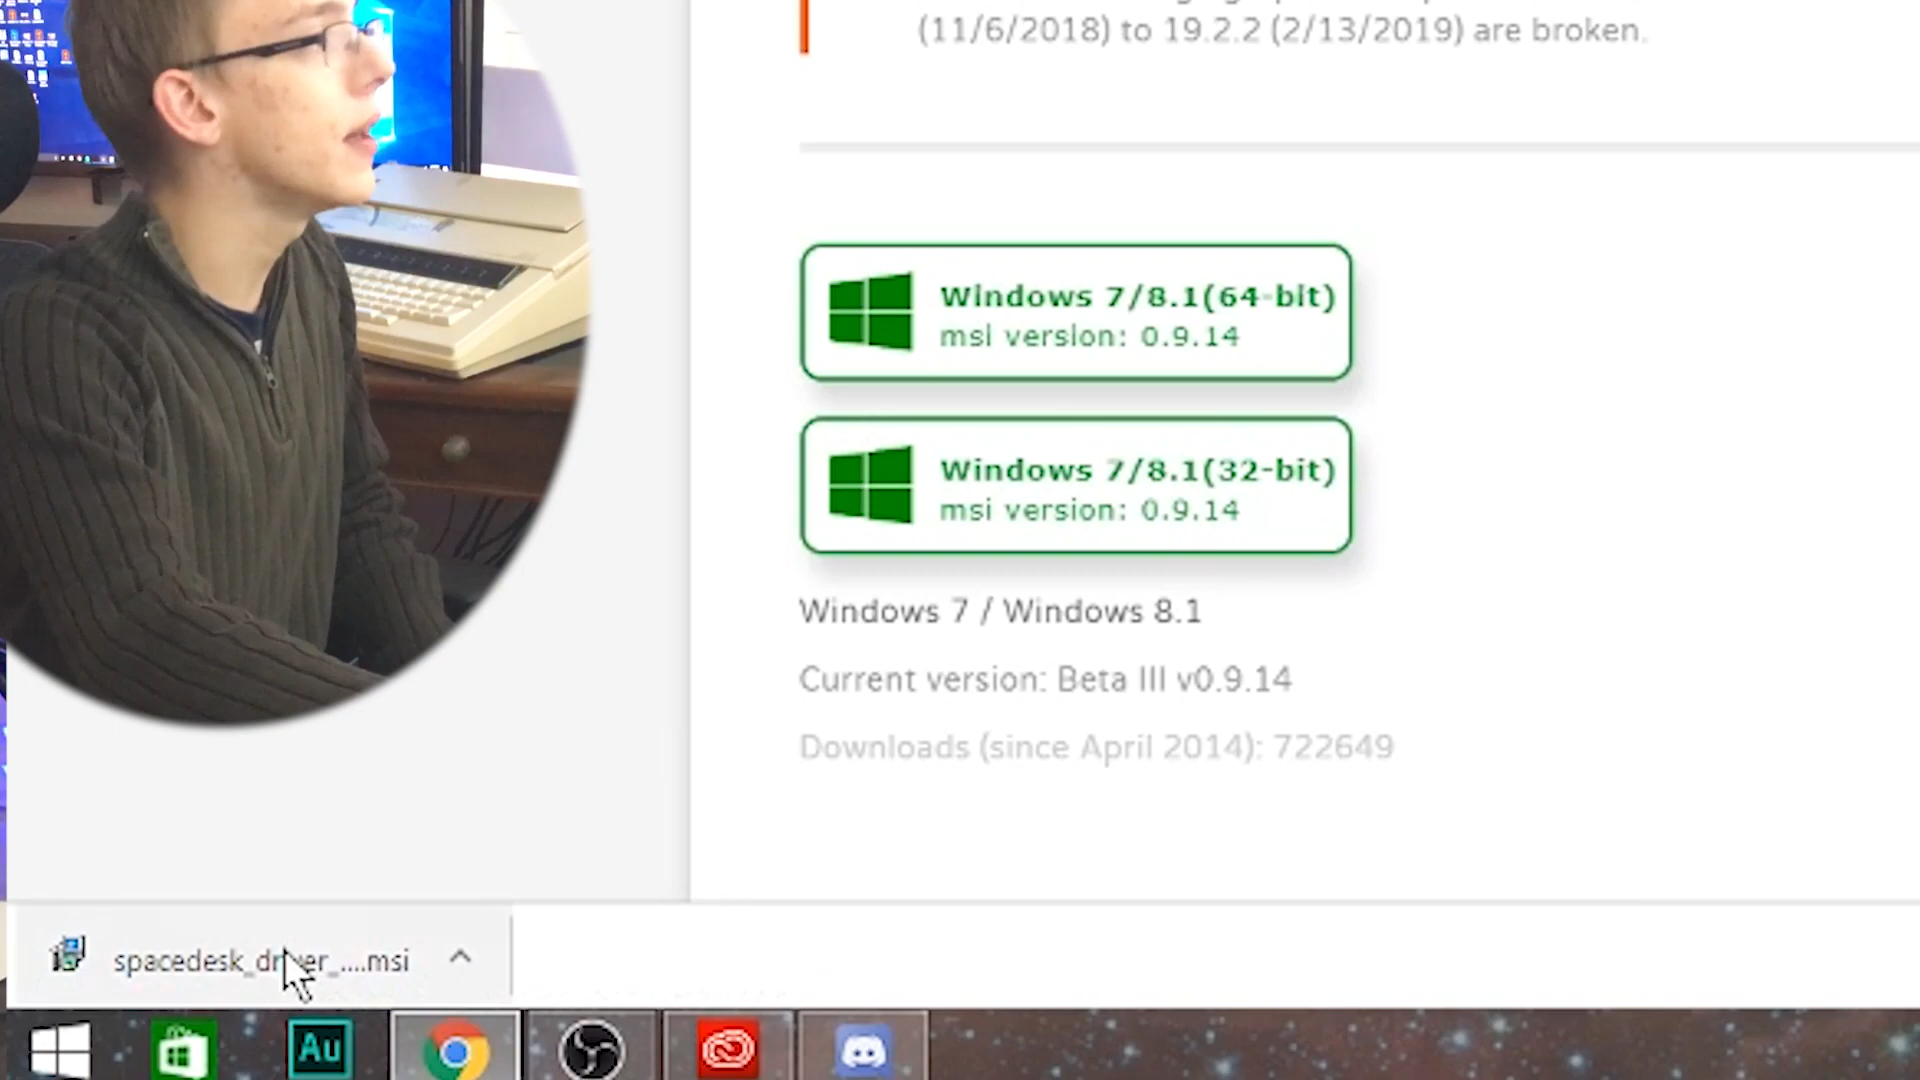 (11/6/2018) to 19.2.2 (2/13/2019) are broken.
Windows 7/8.1(64-bit)
msi version: 0.9.14
Windows 7/8.1(32-bit)
msi version: 0.9.14
Windows 7 / Windows 8.1
Current version: Beta III v0.9.14
Downloads (since April 2014): 722649
spacedesk_driver_....msi
Au